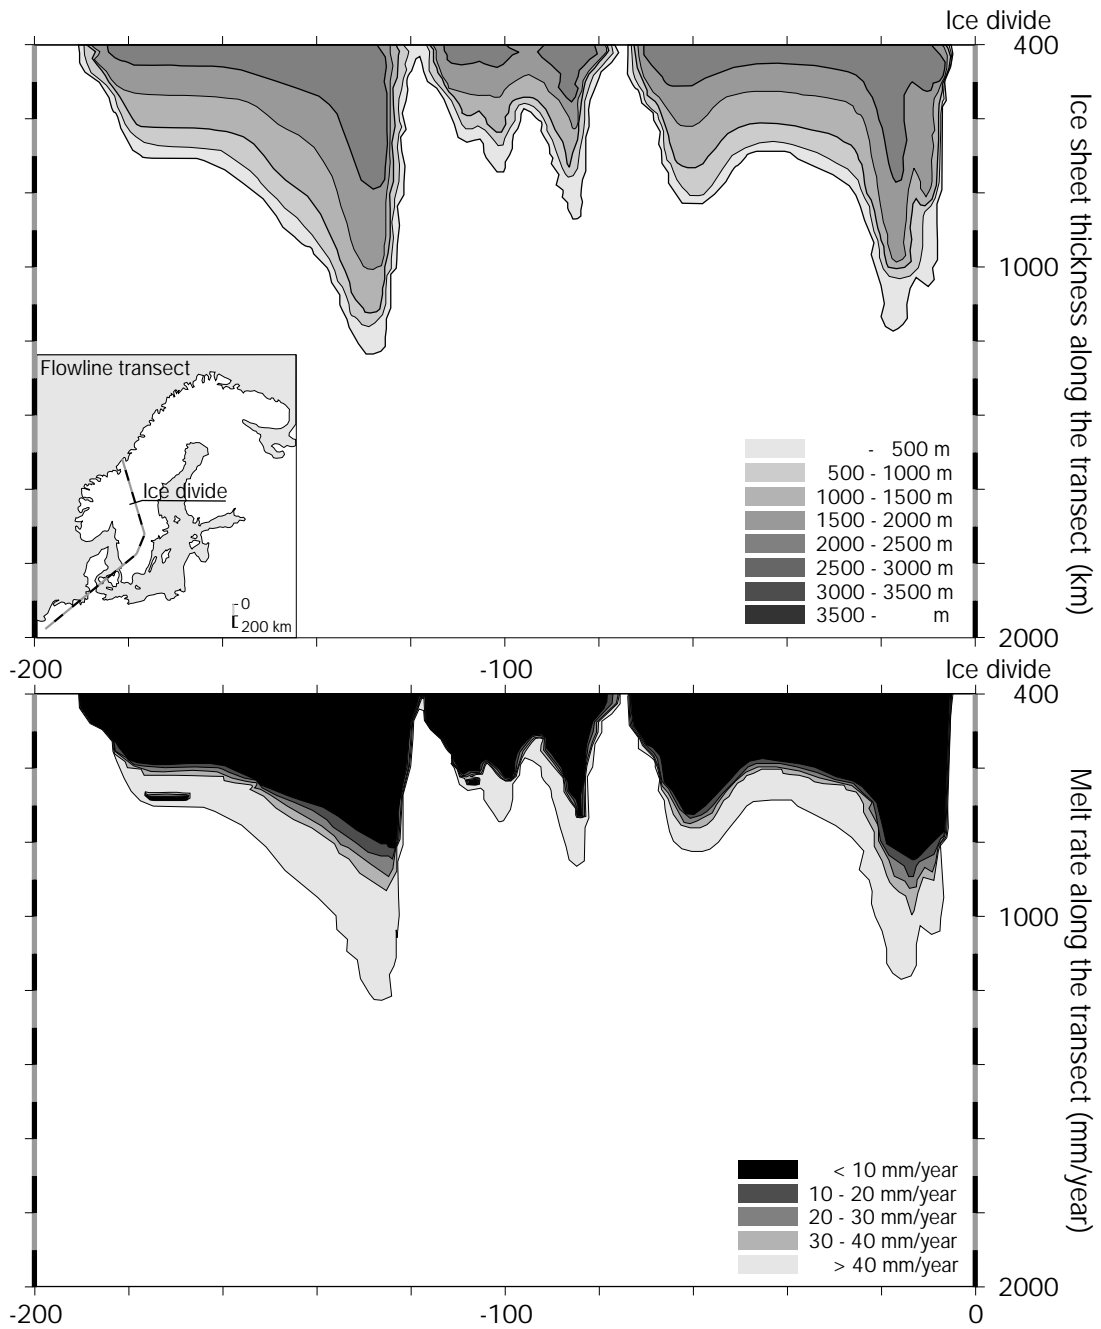 Ice divide
400
Ice sheet thickness along the transect (km)
1000
Flowline transect
Ice divide
0
200 km
- 500 m
500 - 1000 m
1000 - 1500 m
1500 - 2000 m
2000 - 2500 m
2500 - 3000 m
3000 - 3500 m
3500 - m
2000
-200
-100
Ice divide
400
Melt rate along the transect (mm/year)
1000
< 10 mm/year
10 - 20 mm/year
20 - 30 mm/year
30 - 40 mm/year
> 40 mm/year
2000
-200
-100
0